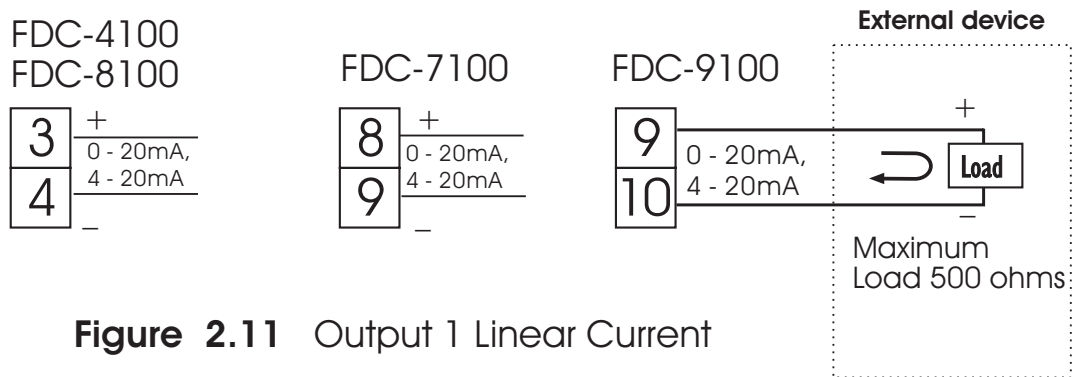 External device
FDC-4100
FDC-8100
3
+
0 - 20mA,
4 - 20mA
4
–
FDC-7100
8
+
0 - 20mA,
4 - 20mA
9
–
FDC-9100
9
0 - 20mA,
4 - 20mA
10
+
Load
–
Maximum
Load 500 ohms
Figure 2.11 Output 1 Linear Current